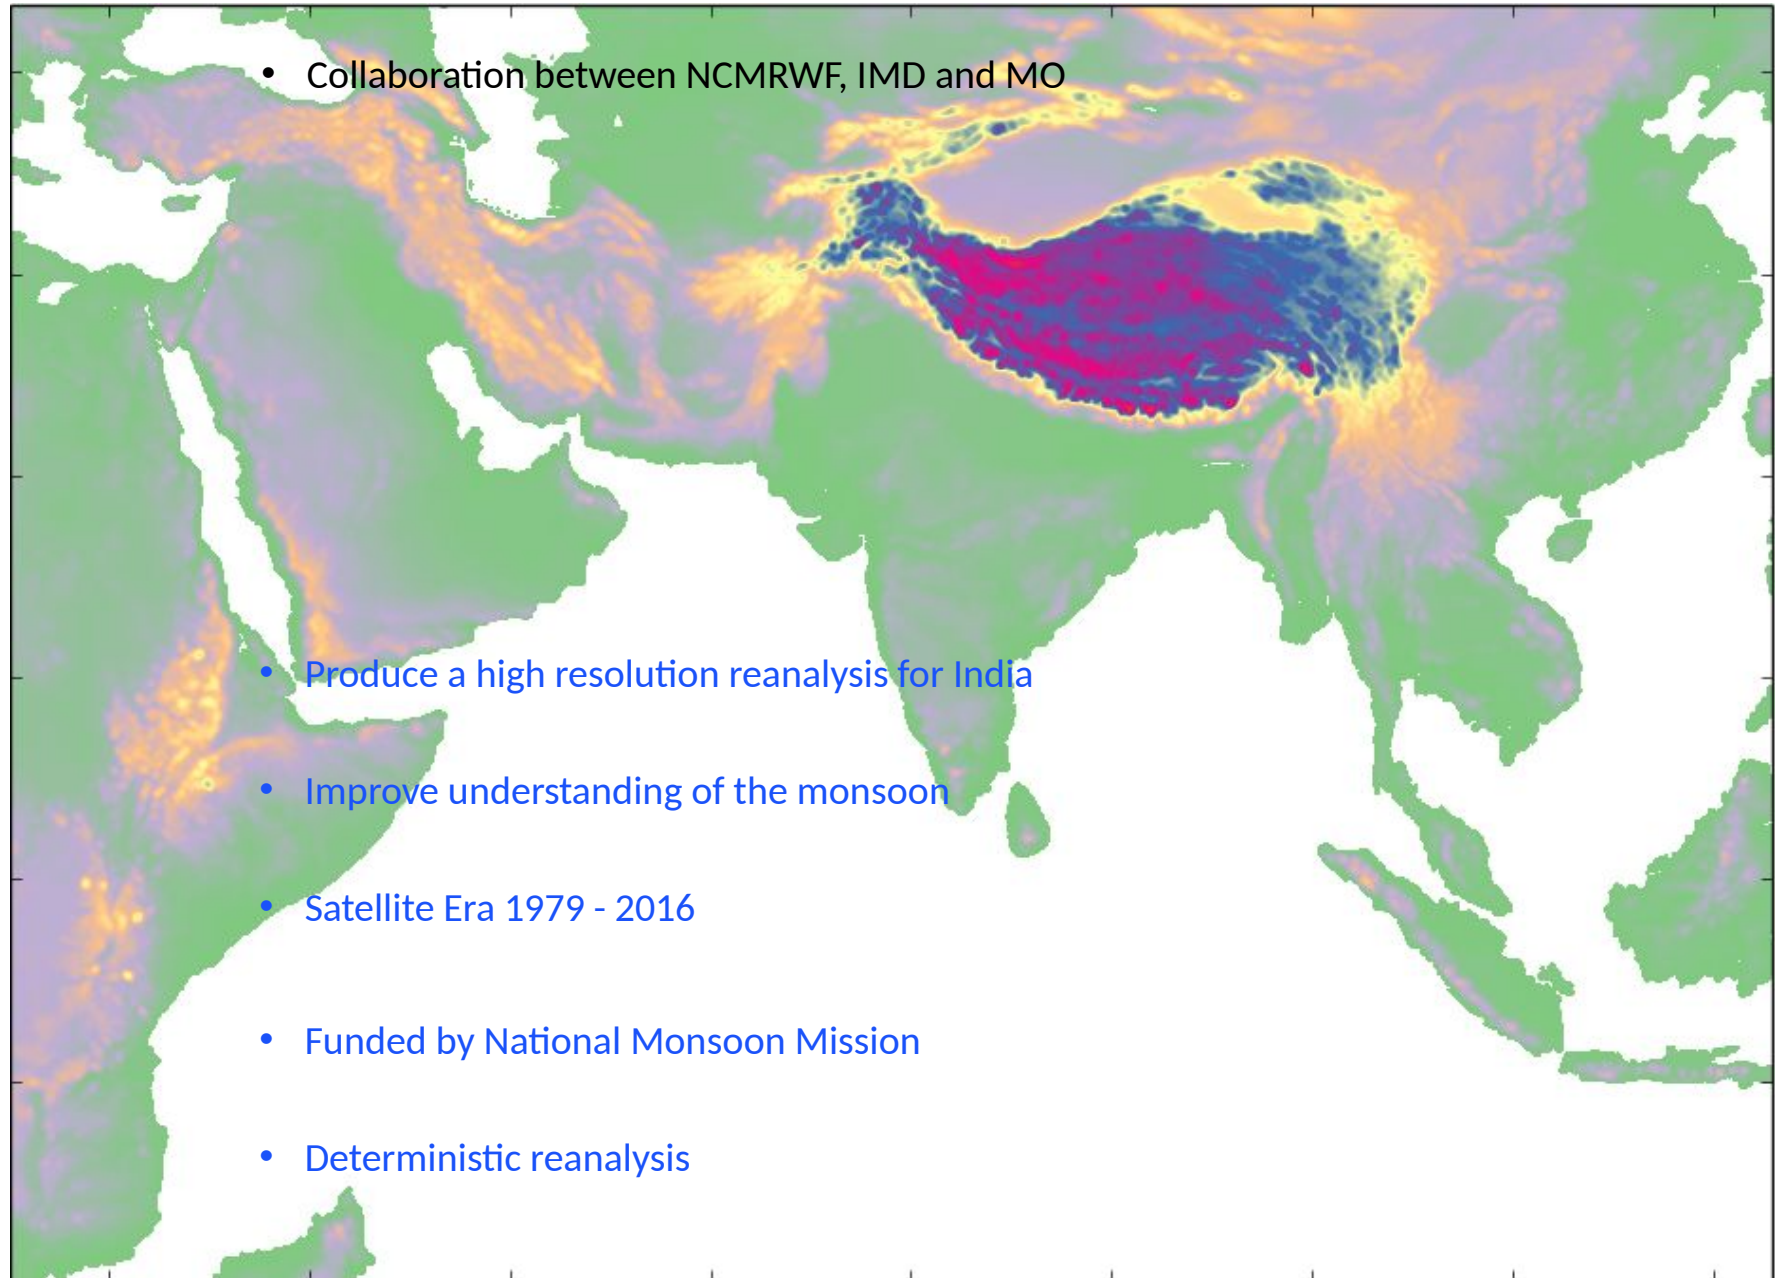 • Collaboration between NCMRWF, IMD and MO
• Produce a high resolution reanalysis for India
• Improve understanding of the monsoon
• Satellite Era 1979 - 2016
• Funded by National Monsoon Mission
• Deterministic reanalysis